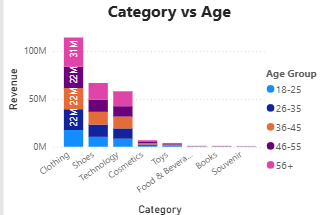 Category vs Age
100M
50M
0M
Revenue
31M
22M
22M
22M
Clothing
Shoes
Technology
Cosmetics
Toys
Food & Bevera...
Books
Souvenir
Category
Age Group
18-25
26-35
36-45
46-55
56+